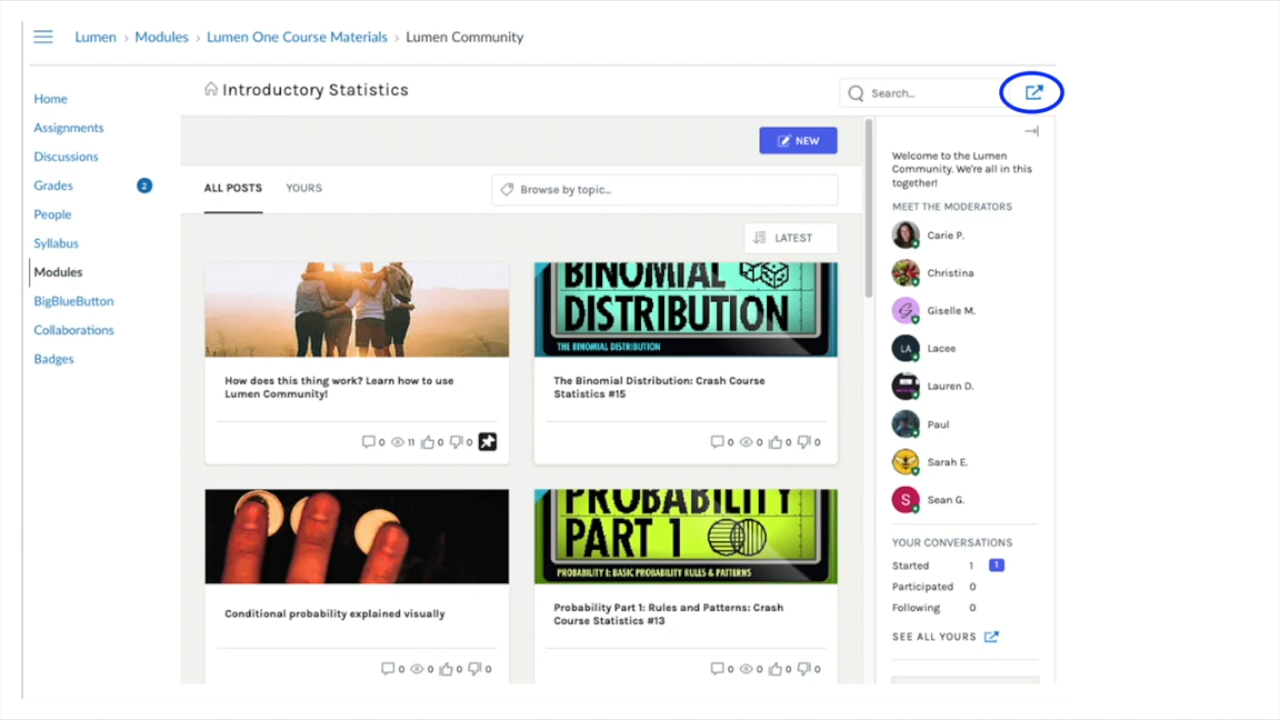 Lumen › Modules › Lumen One Course Materials › Lumen Community
Introductory Statistics
Search...
Home
Assignments
Discussions
Grades 2
People
Syllabus
Modules
BigBlueButton
Collaborations
Badges
NEW
ALL POSTS YOURS
Browse by topic...
LATEST
How does this thing work? Learn how to use
Lumen Community!
0 11 0 0
BINOMIAL
DISTRIBUTION
THE BINOMIAL DISTRIBUTION
The Binomial Distribution: Crash Course
Statistics #15
0 0 0 0
Conditional probability explained visually
0 0 0 0
PROBABILITY
PART 1
PROBABILITY 1: BASIC PROBABILITY RULES & PATTERNS
Probability Part 1: Rules and Patterns: Crash
Course Statistics #13
0 0 0 0
Welcome to the Lumen
Community. We're all in this
together!
MEET THE MODERATORS
Carie P.
Christina
G Giselle M.
LA Lacee
Lauren D.
Paul
Sarah E.
S Sean G.
YOUR CONVERSATIONS
Started 1 1
Participated 0
Following 0
SEE ALL YOURS